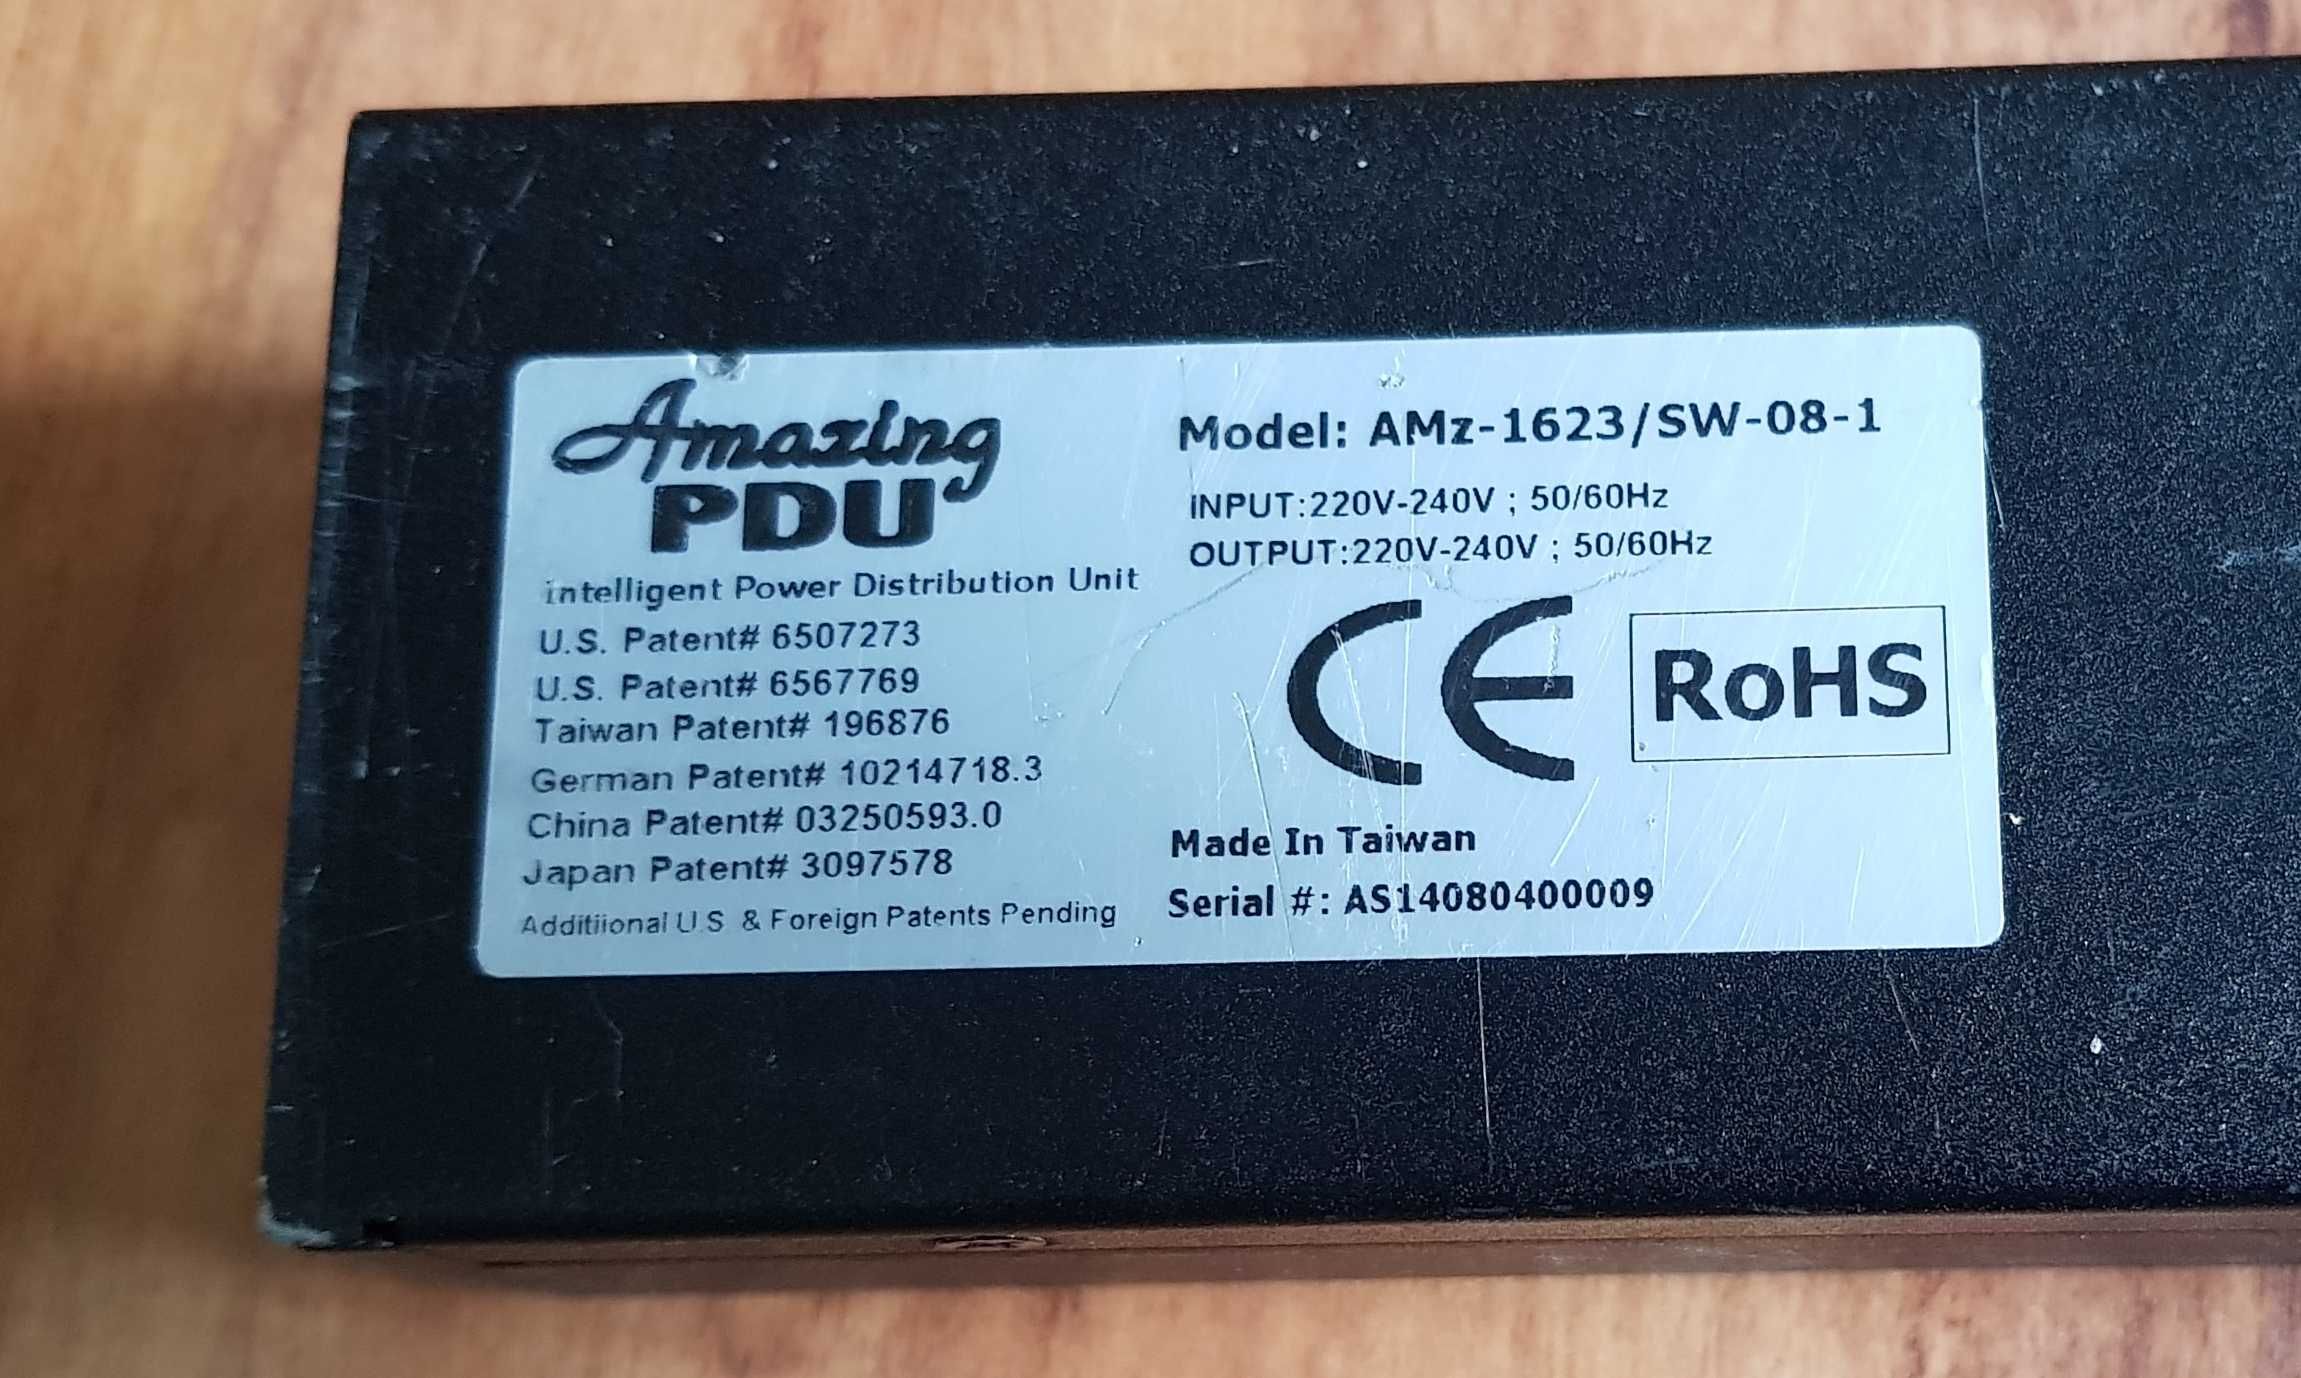 Amazing
PDU
Intelligent Power Distribution Unit
U.S. Patent# 6507273
U.S. Patent# 6567769
Taiwan Patent# 196876
German Patent# 10214718.3
China Patent# 03250593.0
Japan Patent# 3097578
Additiional U.S & Foreign Patents Pending
Model: AMz-1623/SW-08-1
INPUT:220V-240V ; 50/60Hz
OUTPUT:220V-240V ; 50/60Hz
CE RoHS
Made In Taiwan
Serial #: AS14080400009